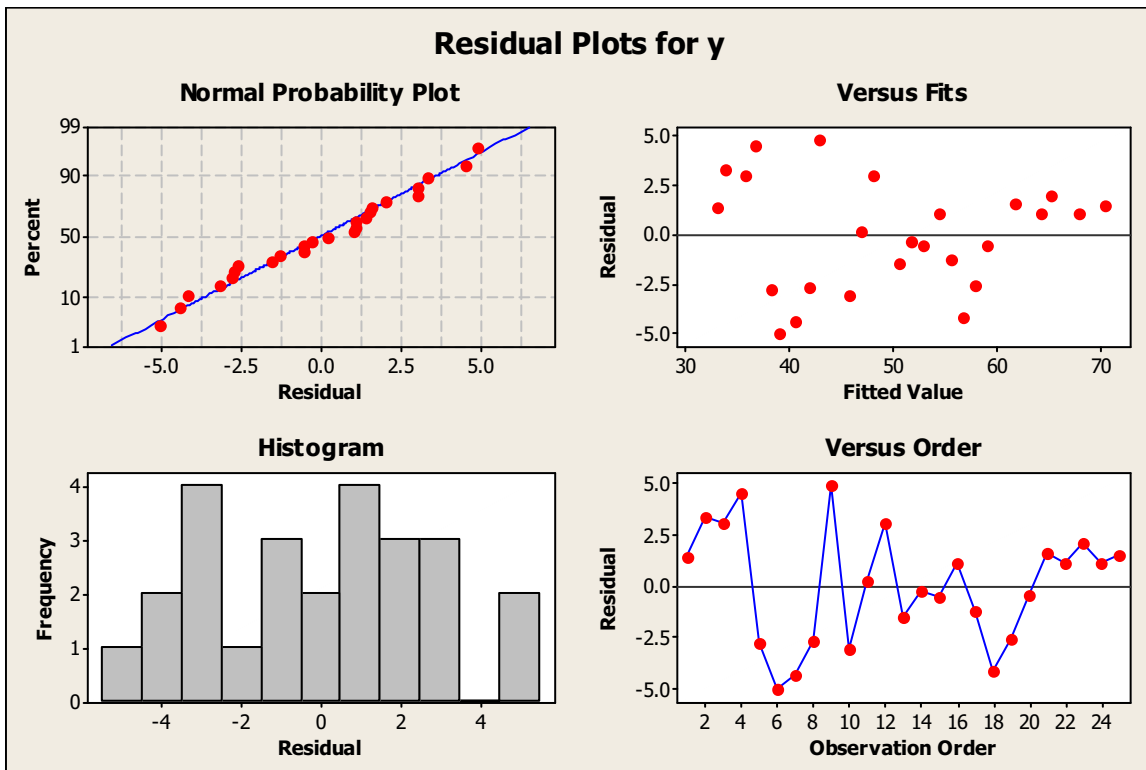 Residual Plots for y
Normal Probability Plot
Percent
99
90
50
10
1
-5.0 -2.5 0.0 2.5 5.0
Residual
Versus Fits
Residual
5.0
2.5
0.0
-2.5
-5.0
30 40 50 60 70
Fitted Value
Histogram
Frequency
4
3
2
1
0
-4 -2 0 2 4
Residual
Versus Order
Residual
5.0
2.5
0.0
-2.5
-5.0
2 4 6 8 10 12 14 16 18 20 22 24
Observation Order